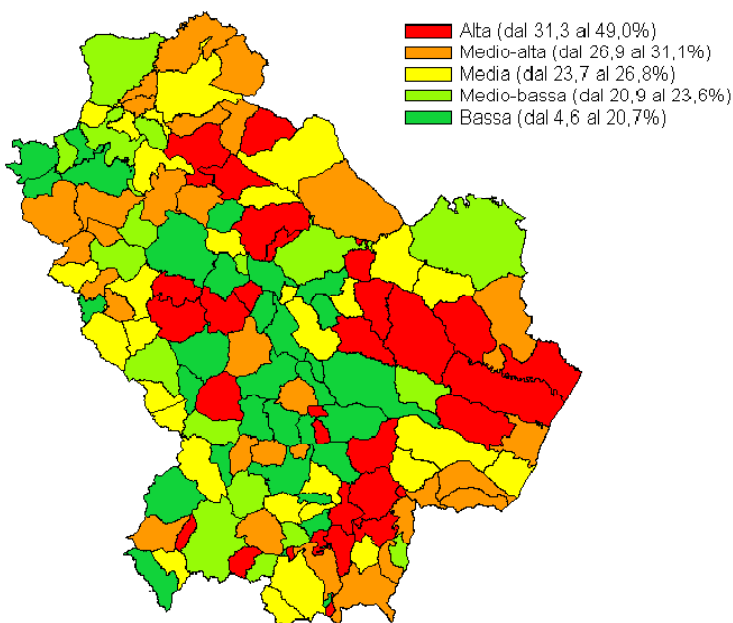 Alta (dal 31,3 al 49,0%)
Medio-alta (dal 26,9 al 31,1%)
Media (dal 23,7 al 26,8%)
Medio-bassa (dal 20,9 al 23,6%)
Bassa (dal 4,6 al 20,7%)